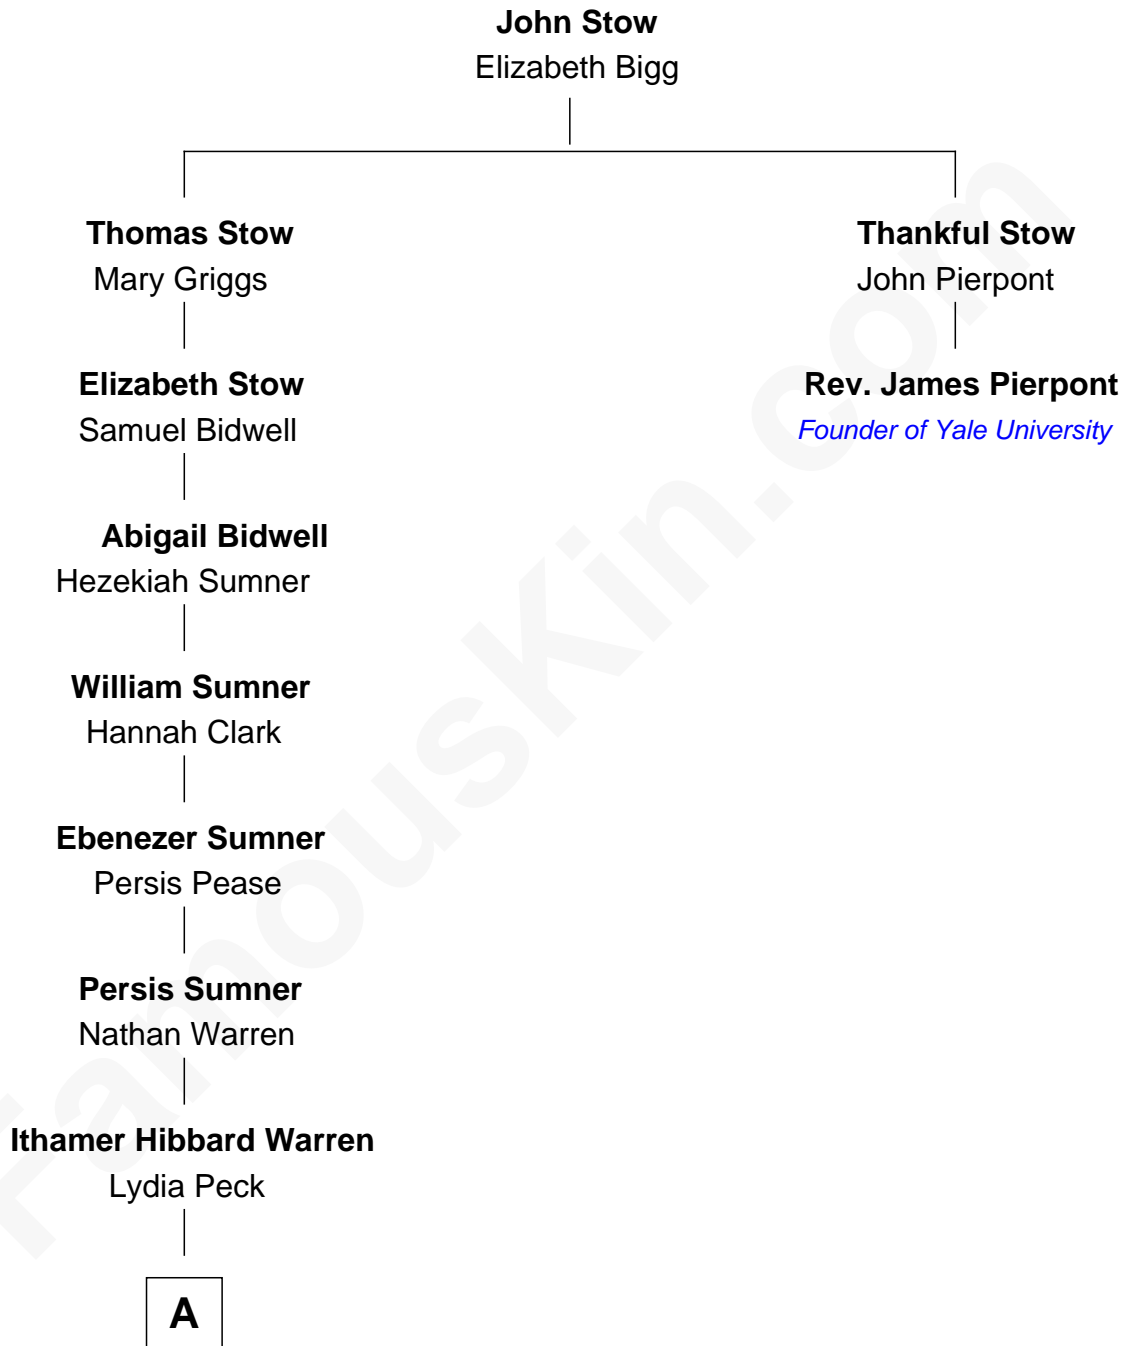 John Stow
Elizabeth Bigg
Thomas Stow
Mary Griggs
Thankful Stow
John Pierpont
Elizabeth Stow
Samuel Bidwell
Rev. James Pierpont
Founder of Yale University
Abigail Bidwell
Hezekiah Sumner
William Sumner
Hannah Clark
Ebenezer Sumner
Persis Pease
Persis Sumner
Nathan Warren
Ithamer Hibbard Warren
Lydia Peck
A
FamousKin.com